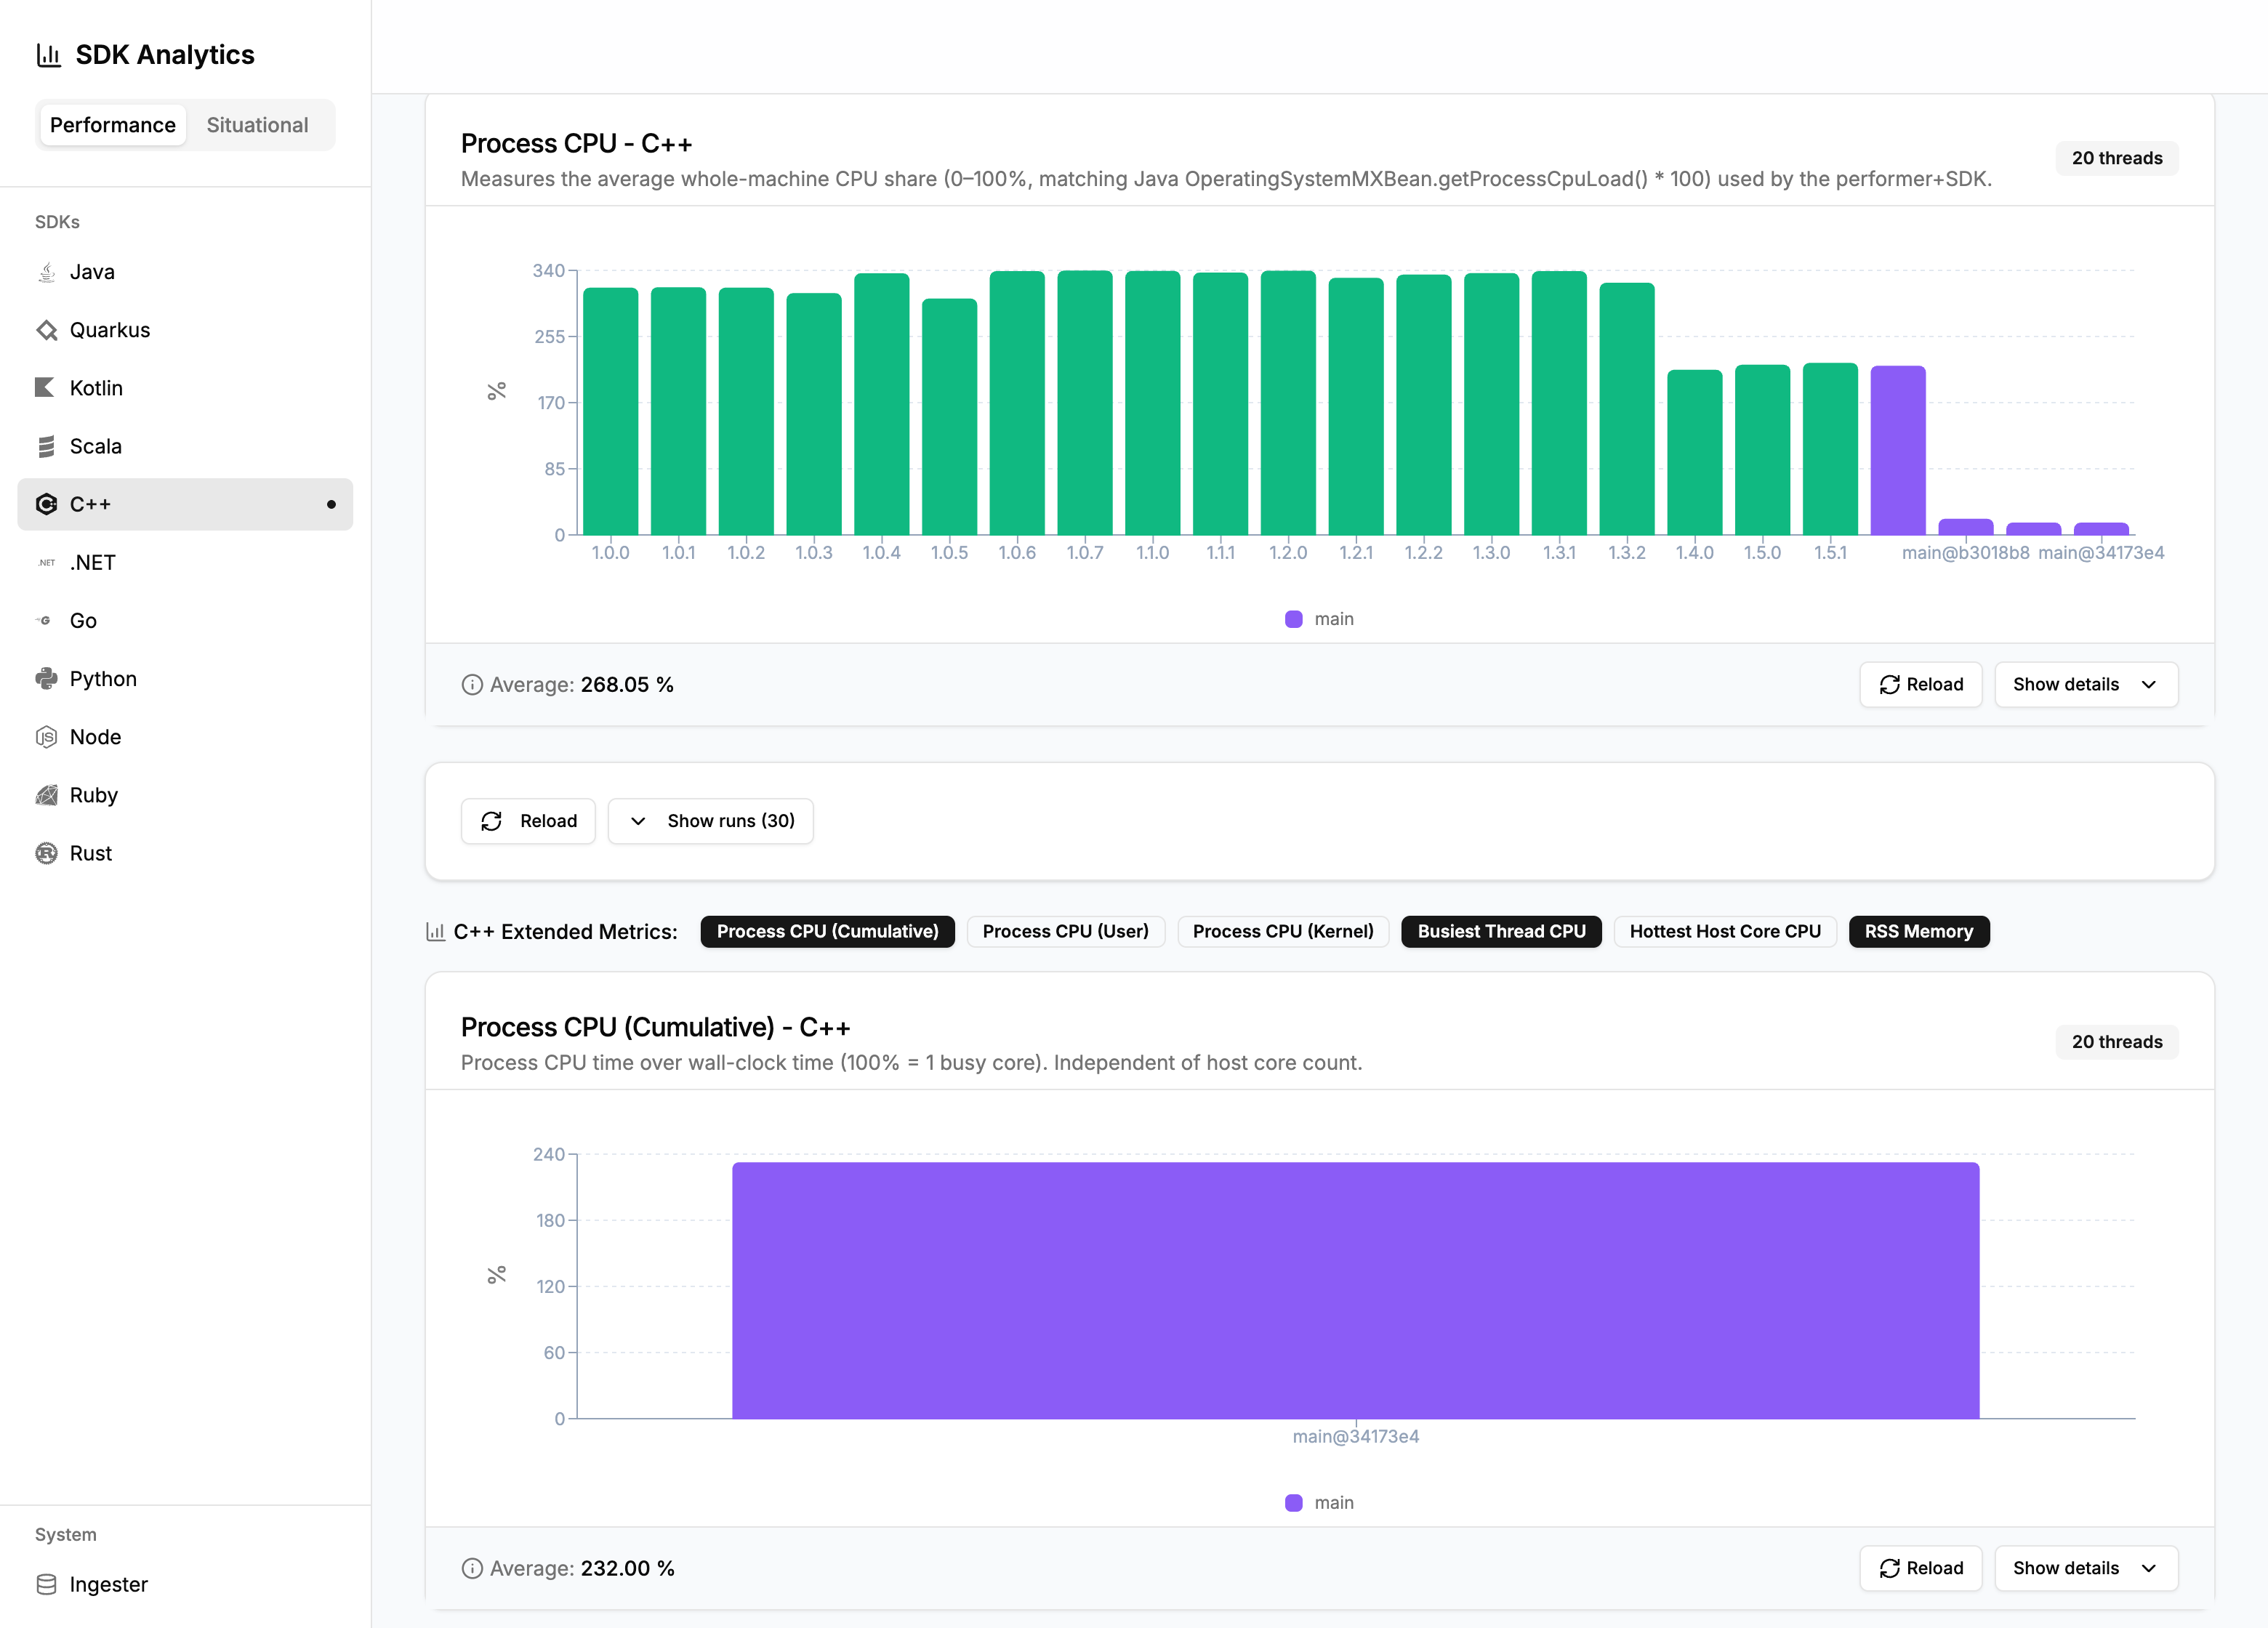 SDK Analytics
Performance
Situational
SDKs
Java
Quarkus
Kotlin
Scala
C++
.NET
.NET
Go
Python
Node
Ruby
Rust
System
Ingester
Process CPU - C++
Measures the average whole-machine CPU share (0–100%, matching Java OperatingSystemMXBean.getProcessCpuLoad() * 100) used by the performer+SDK.
20 threads
340
255
170
85
0
%
1.0.0 1.0.1 1.0.2 1.0.3 1.0.4 1.0.5 1.0.6 1.0.7 1.1.0 1.1.1 1.2.0 1.2.1 1.2.2 1.3.0 1.3.1 1.3.2 1.4.0 1.5.0 1.5.1 main@b3018b8 main@34173e4
main
Average: 268.05 %
Reload
Show details
Reload
Show runs (30)
C++ Extended Metrics:
Process CPU (Cumulative)
Process CPU (User)
Process CPU (Kernel)
Busiest Thread CPU
Hottest Host Core CPU
RSS Memory
Process CPU (Cumulative) - C++
Process CPU time over wall-clock time (100% = 1 busy core). Independent of host core count.
20 threads
240
180
120
60
0
%
main@34173e4
main
Average: 232.00 %
Reload
Show details